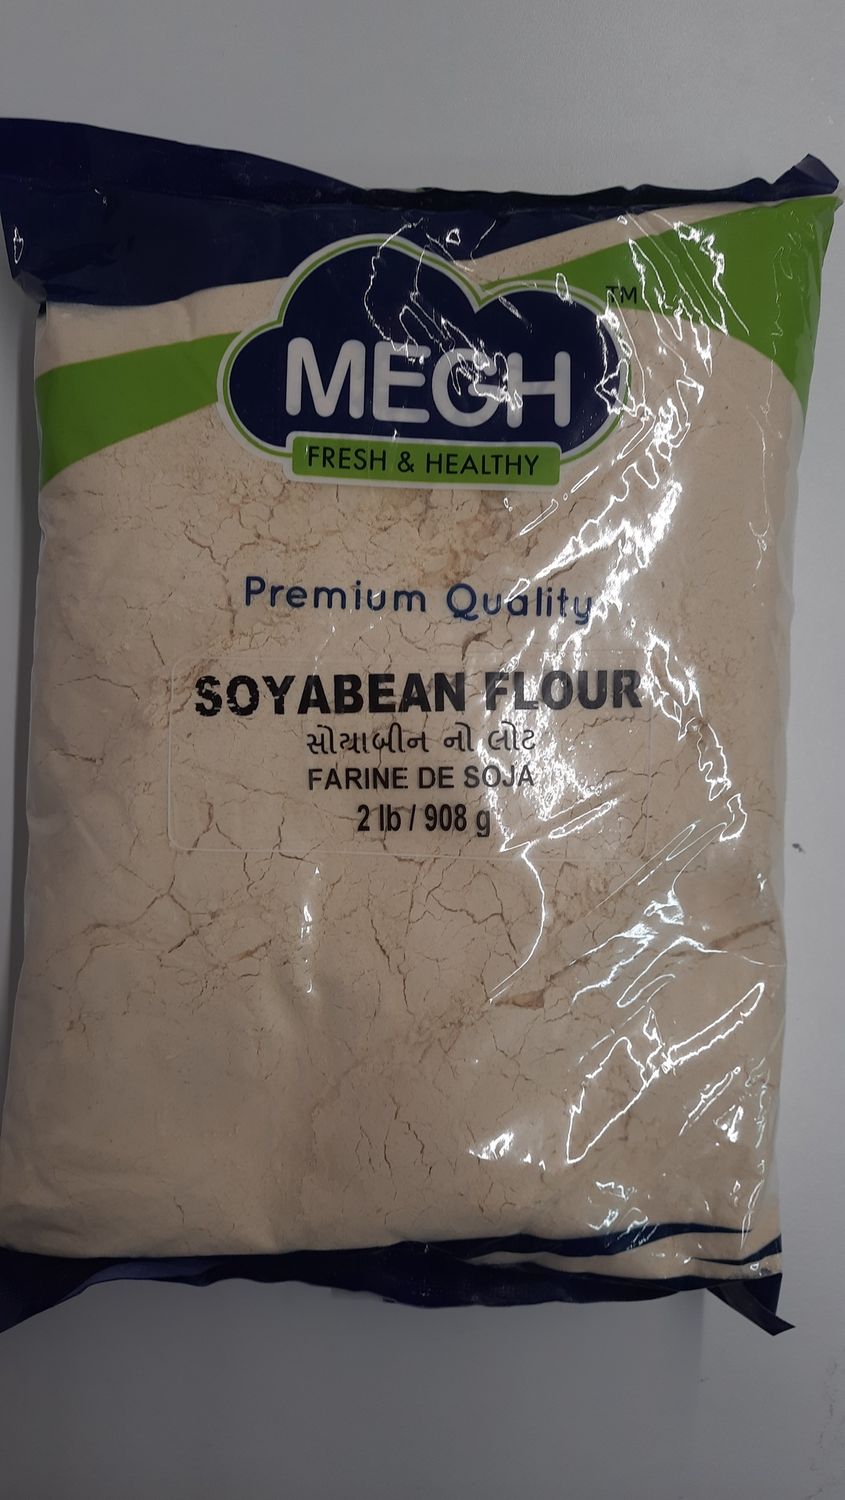 MEGH
TM
FRESH & HEALTHY
Premium Quality
SOYABEAN FLOUR
સોયાબીન નો લોટ
FARINE DE SOJA
2 lb / 908 g